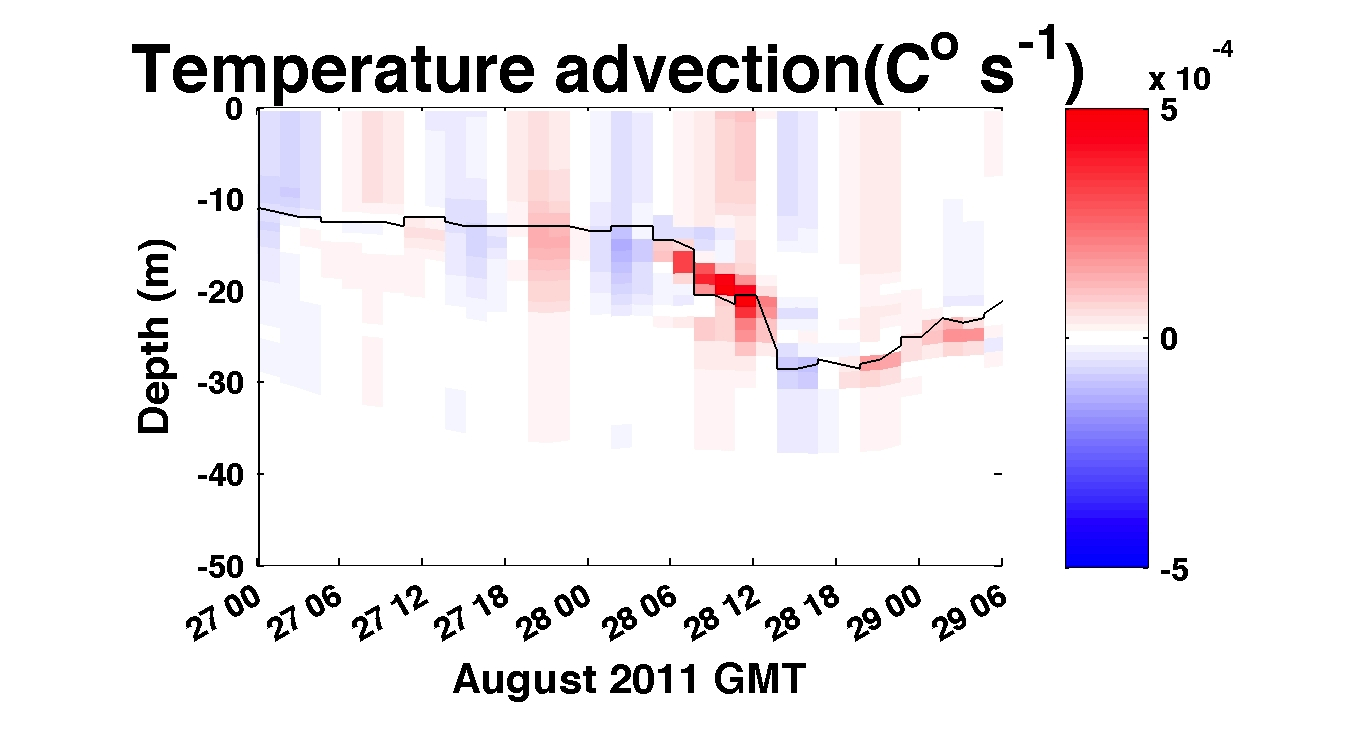 Temperature advection(C° s⁻¹)
x 10⁻⁴
0
-10
-20
-30
-40
-50
Depth (m)
27 00 27 06 27 12 27 18 28 00 28 06 28 12 28 18 29 00 29 06
August 2011 GMT
5
0
-5